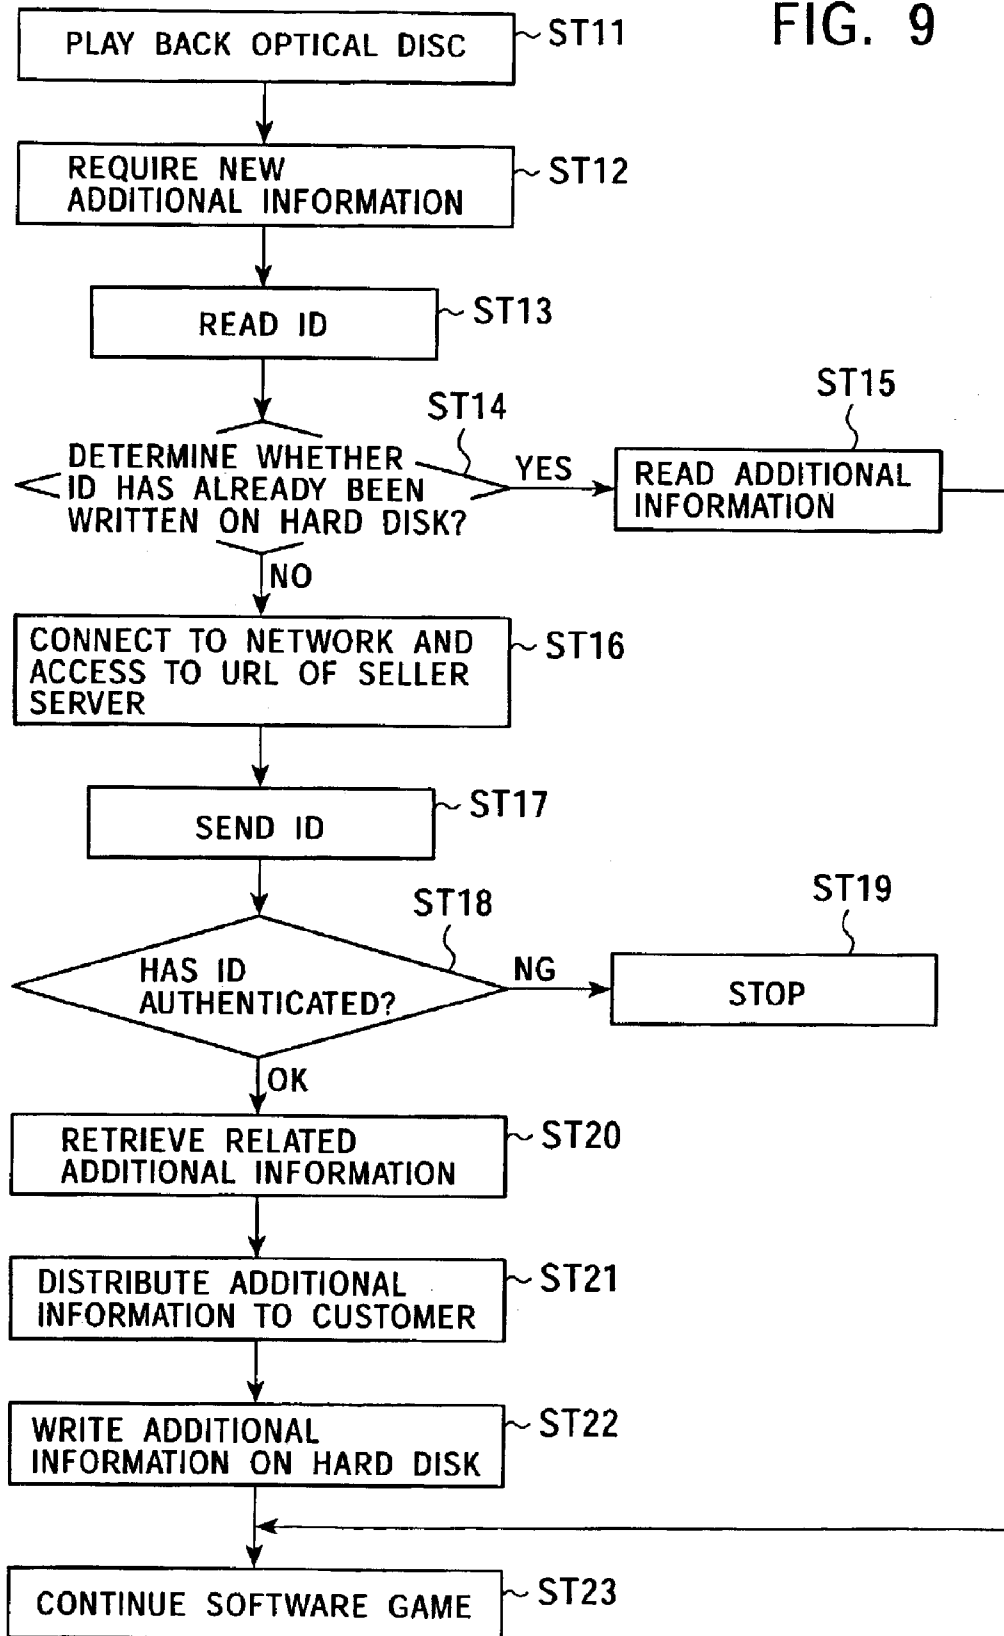 FIG. 9
PLAY BACK OPTICAL DISC
ST11
REQUIRE NEW
ADDITIONAL INFORMATION
ST12
READ ID
ST13
DETERMINE WHETHER
ID HAS ALREADY BEEN
WRITTEN ON HARD DISK?
ST14
YES
ST15
READ ADDITIONAL
INFORMATION
NO
CONNECT TO NETWORK AND
ACCESS TO URL OF SELLER
SERVER
ST16
SEND ID
ST17
HAS ID
AUTHENTICATED?
ST18
NG
ST19
STOP
OK
RETRIEVE RELATED
ADDITIONAL INFORMATION
ST20
DISTRIBUTE ADDITIONAL
INFORMATION TO CUSTOMER
ST21
WRITE ADDITIONAL
INFORMATION ON HARD DISK
ST22
CONTINUE SOFTWARE GAME
ST23